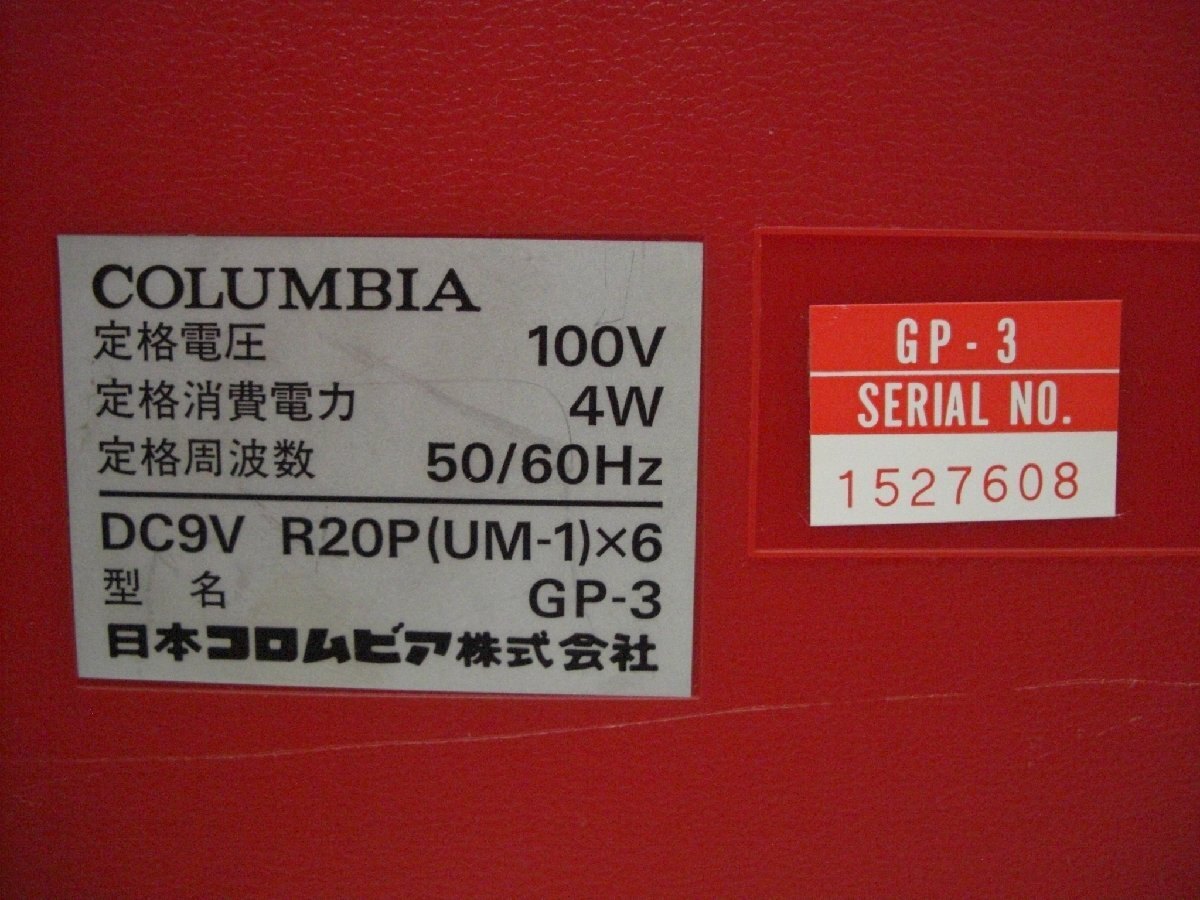 COLUMBIA
定格電圧 100V
定格消費電力 4W
定格周波数 50/60Hz
DC9V R20P(UM-1)×6
型 名 GP-3
日本コロムビア株式会社
GP-3
SERIAL NO.
1527608